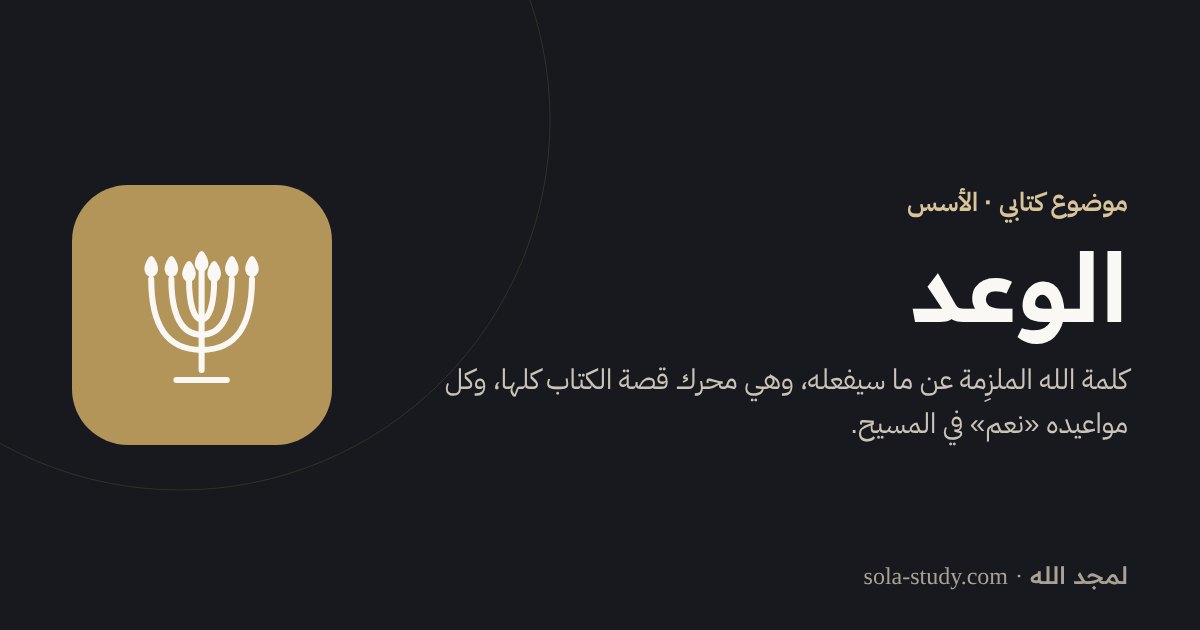 موضوع كتابي · الأسس
الوعد
كلمة الله الملزِمة عن ما سيفعله، وهي محرك قصة الكتاب كلها، وكل
مواعيده «نعم» في المسيح.
لمجد الله · sola-study.com